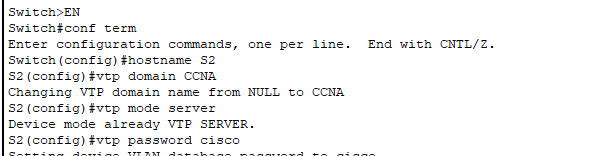 Switch>EN
Switch#conf term
Enter configuration commands, one per line.  End with CNTL/Z.
Switch(config)#hostname S2
S2(config)#vtp domain CCNA
Changing VTP domain name from NULL to CCNA
S2(config)#vtp mode server
Device mode already VTP SERVER.
S2(config)#vtp password cisco
Setting device VLAN database password to cisco